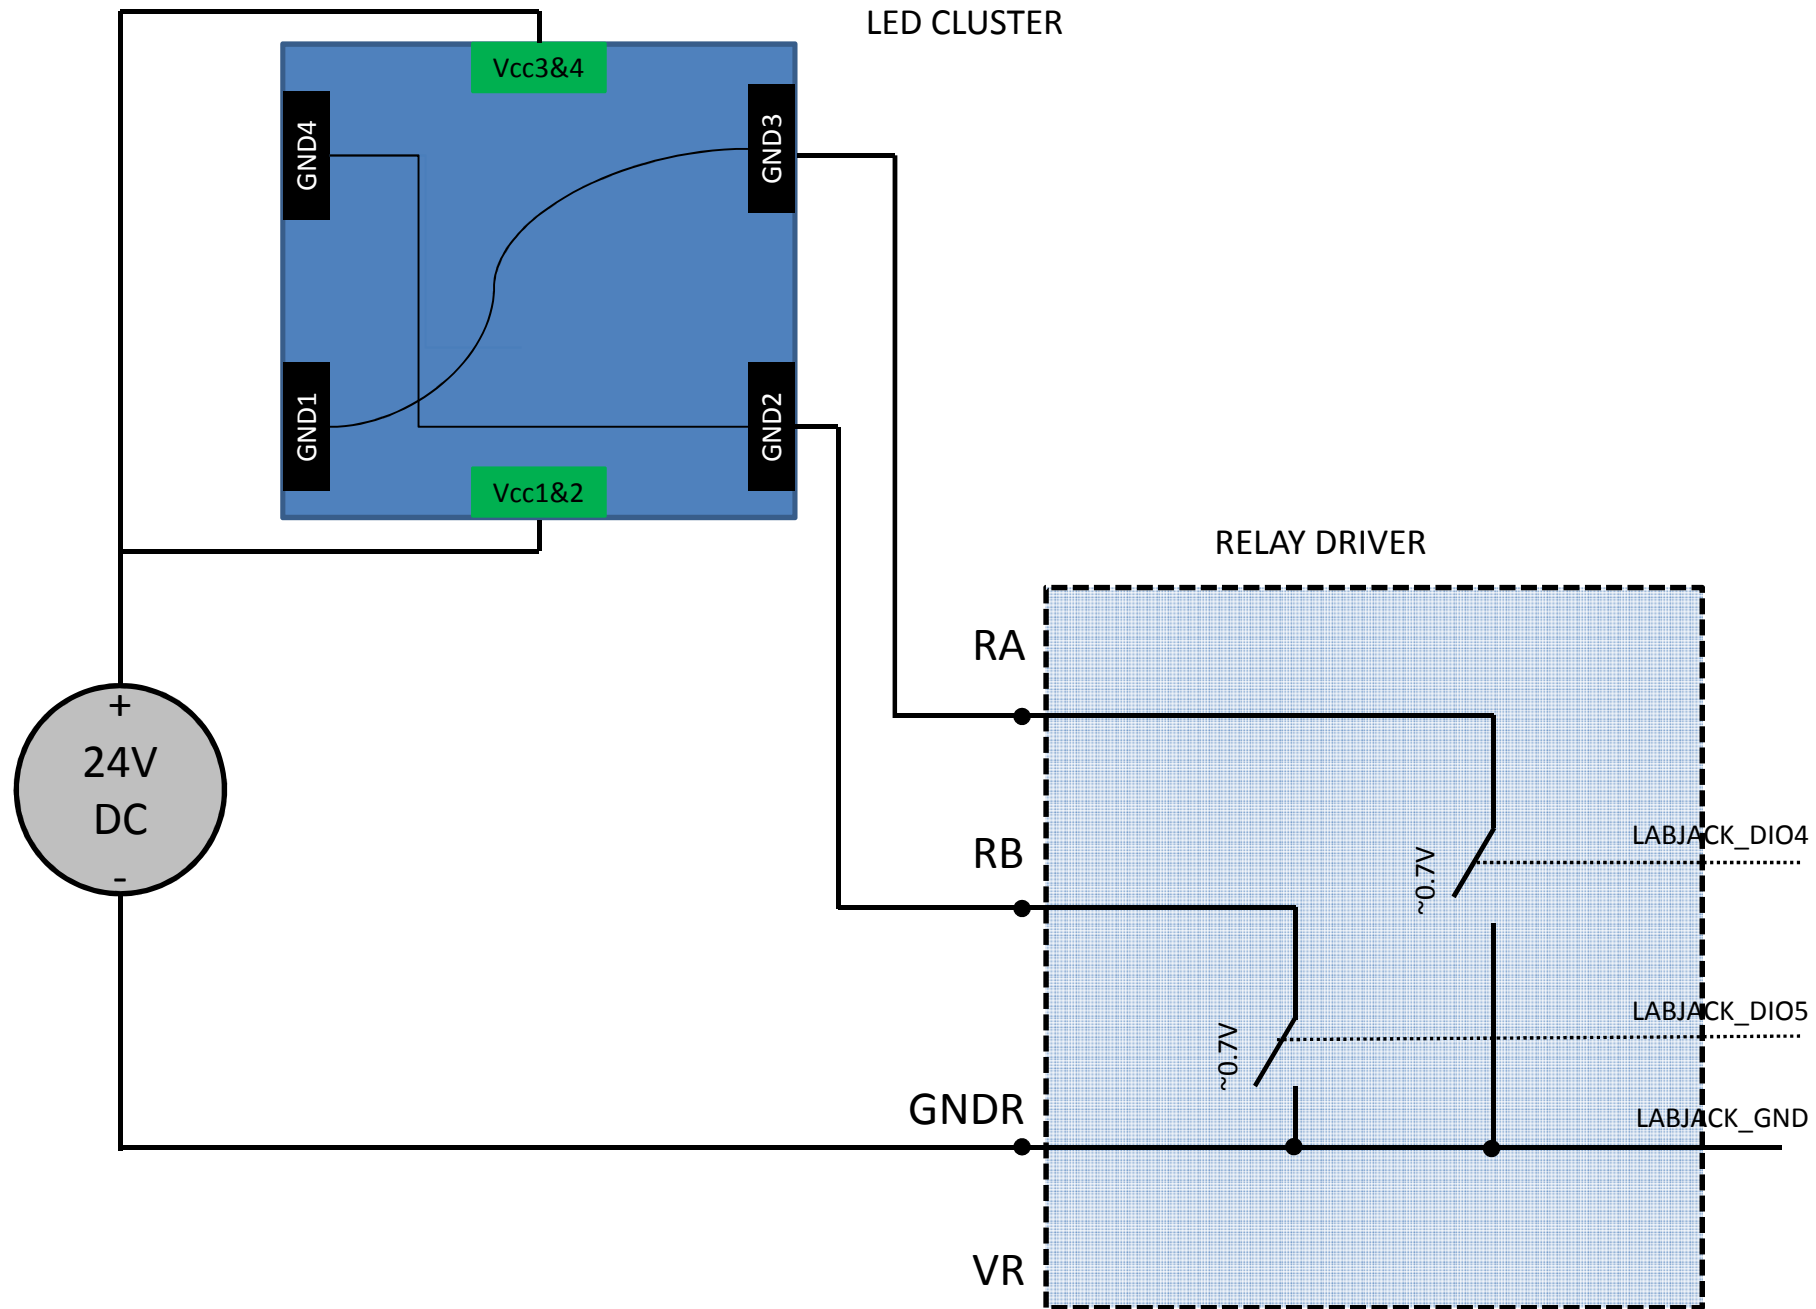 LED CLUSTER
Vcc3&4
GND4
GND3
GND1
GND2
Vcc1&2
RELAY DRIVER
RA
+
24V
DC
-
RB
~0.7V
LABJACK_DIO4
~0.7V
LABJACK_DIO5
GNDR
LABJACK_GND
VR